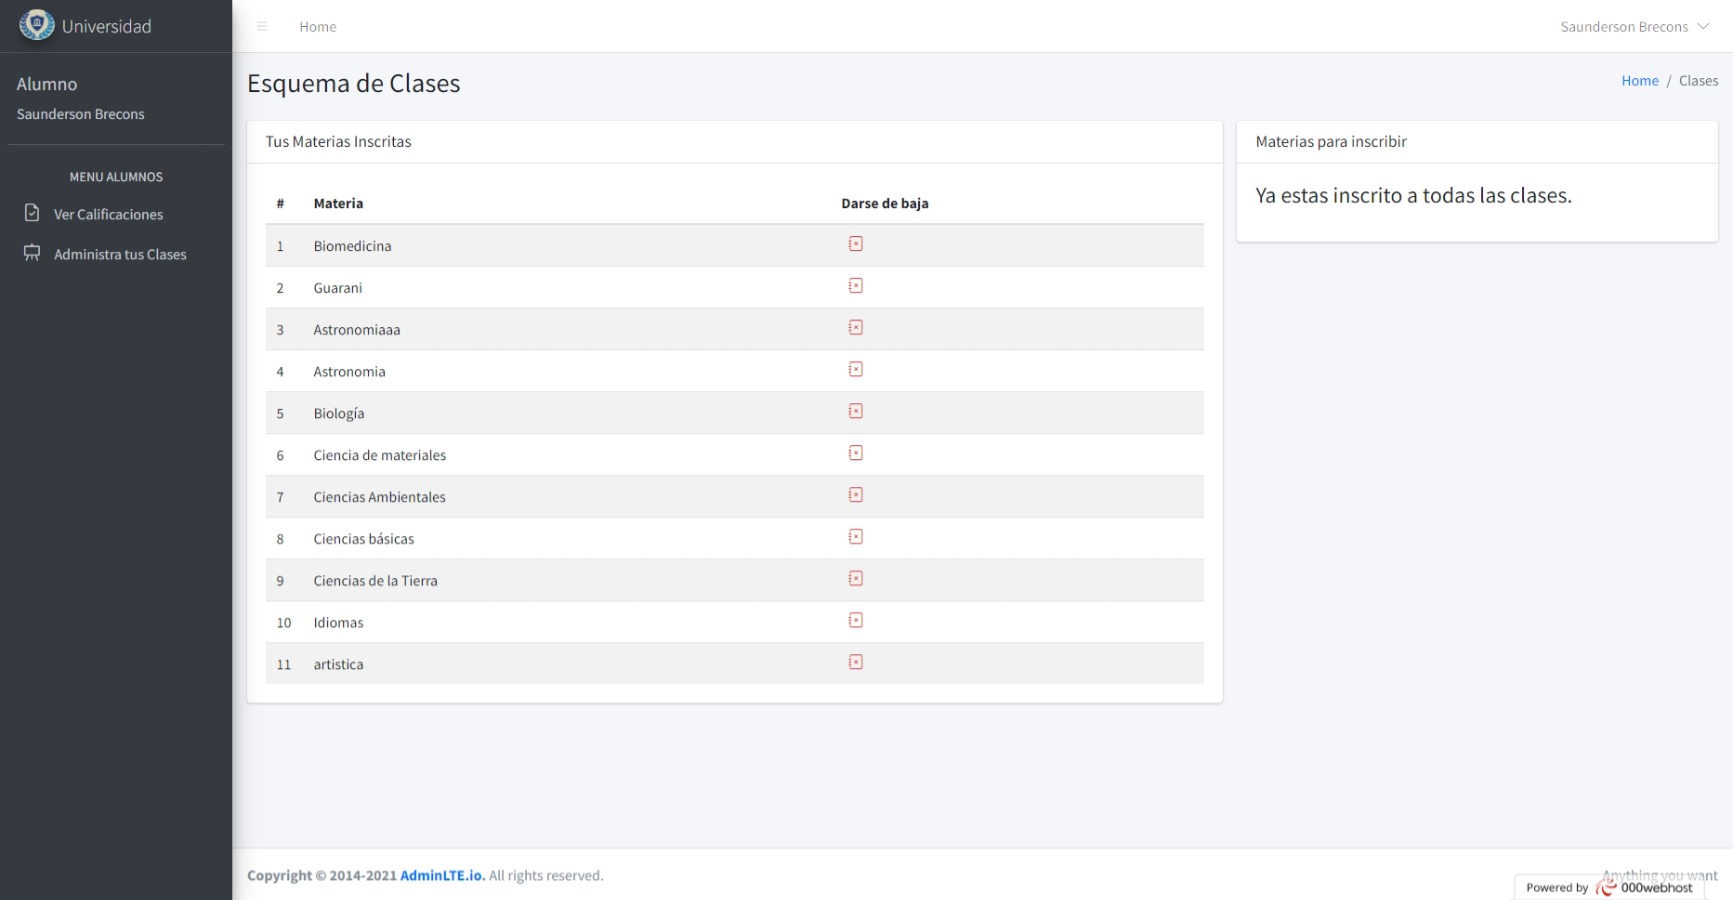 Universidad
Home
Saunderson Brecons
Alumno
Saunderson Brecons
MENU ALUMNOS
Ver Calificaciones
Administra tus Clases
Esquema de Clases
Home / Clases
Tus Materias Inscritas
# Materia Darse de baja
1 Biomedicina
2 Guarani
3 Astronomiaaa
4 Astronomia
5 Biología
6 Ciencia de materiales
7 Ciencias Ambientales
8 Ciencias básicas
9 Ciencias de la Tierra
10 Idiomas
11 artistica
Materias para inscribir
Ya estas inscrito a todas las clases.
Copyright © 2014-2021 AdminLTE.io. All rights reserved.
Anything you want
Powered by 000webhost